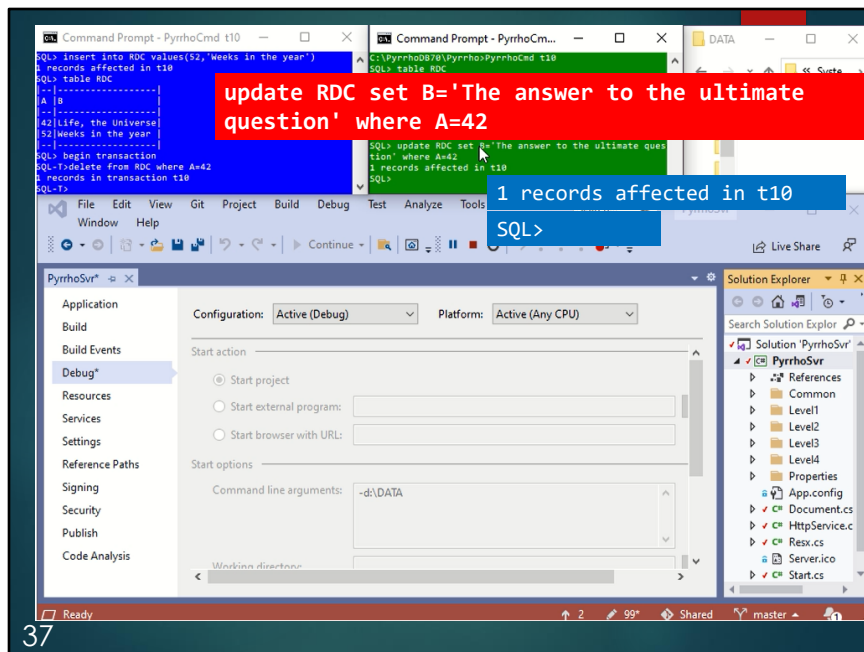 Command Prompt - PyrrhoCmd t10
SQL> insert into RDC values(52,'Weeks in the year')
1 records affected in t10
SQL> table RDC
|--|-----------------|
|A |B                |
|--|-----------------|
|42|Life, the Universe|
|52|Weeks in the year |
|--|-----------------|
SQL> begin transaction
SQL-T>delete from RDC where A=42
1 records in transaction t10
SQL-T>
Command Prompt - PyrrhoCm...
C:\PyrrhoDB70\Pyrrho>PyrrhoCmd t10
SQL> table RDC
update RDC set B='The answer to the ultimate
question' where A=42
SQL> update RDC set B='The answer to the ultimate ques
tion' where A=42
1 records affected in t10
SQL>
DATA
« Syste
1 records affected in t10
SQL>
File Edit View Git Project Build Debug Test Analyze Tools
Window Help
Continue
Live Share
PyrrhoSvr*
Application
Build
Build Events
Debug*
Resources
Services
Settings
Reference Paths
Signing
Security
Publish
Code Analysis
Configuration: Active (Debug) Platform: Active (Any CPU)
Start action
Start project
Start external program:
Start browser with URL:
Start options
Command line arguments: -d:\DATA
Working directory:
Solution Explorer
Search Solution Explor
Solution 'PyrrhoSvr'
PyrrhoSvr
References
Common
Level1
Level2
Level3
Level4
Properties
App.config
Document.cs
HttpService.c
Resx.cs
Server.ico
Start.cs
Ready 2 99* Shared master 1
37